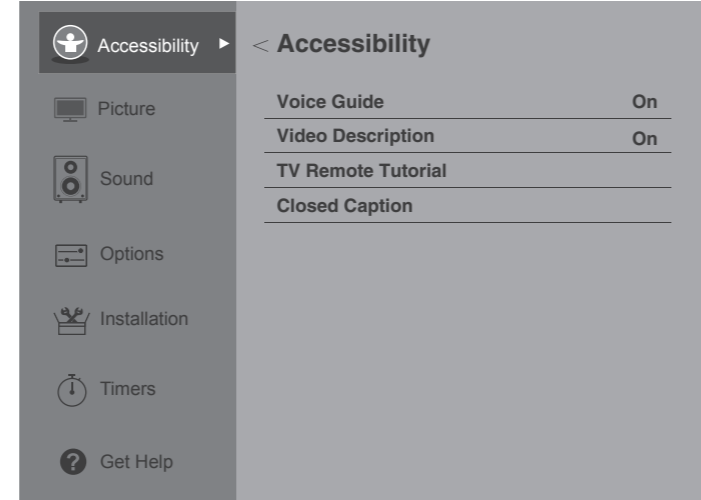 Accessibility
Picture
Sound
Options
Installation
Timers
Get Help
< Accessibility
Voice Guide On
Video Description On
TV Remote Tutorial
Closed Caption